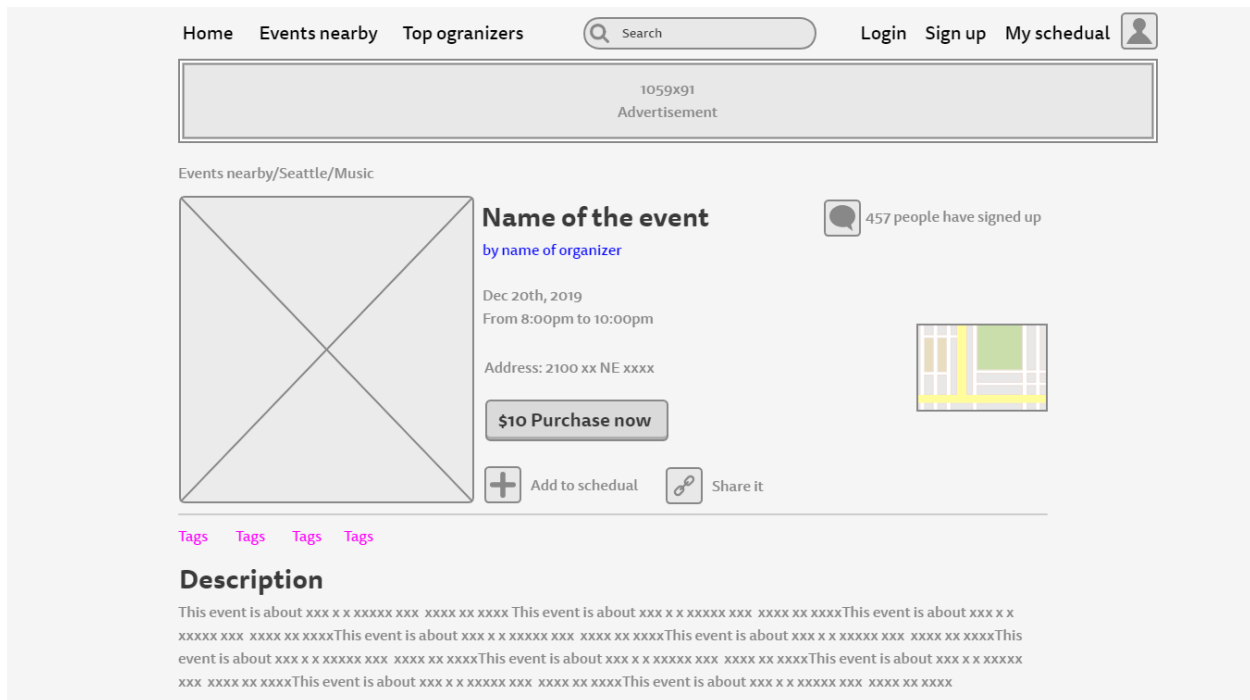 Home Events nearby Top ogranizers Search Login Sign up My schedual
1059x91
Advertisement
Events nearby/Seattle/Music
Name of the event
457 people have signed up
by name of organizer
Dec 20th, 2019
From 8:00pm to 10:00pm
Address: 2100 xx NE xxxx
$10 Purchase now
Add to schedual Share it
Tags Tags Tags Tags
Description
This event is about xxx x x xxxxx xxx  xxxx xx xxxx This event is about xxx x x xxxxx xxx  xxxx xx xxxxThis event is about xxx x x
xxxxx xxx  xxxx xx xxxxThis event is about xxx x x xxxxx xxx  xxxx xx xxxxThis event is about xxx x x xxxxx xxx  xxxx xx xxxxThis
event is about xxx x x xxxxx xxx  xxxx xx xxxxThis event is about xxx x x xxxxx xxx  xxxx xx xxxxThis event is about xxx x x xxxxx
xxx  xxxx xx xxxxThis event is about xxx x x xxxxx xxx  xxxx xx xxxxThis event is about xxx x x xxxxx xxx  xxxx xx xxxx